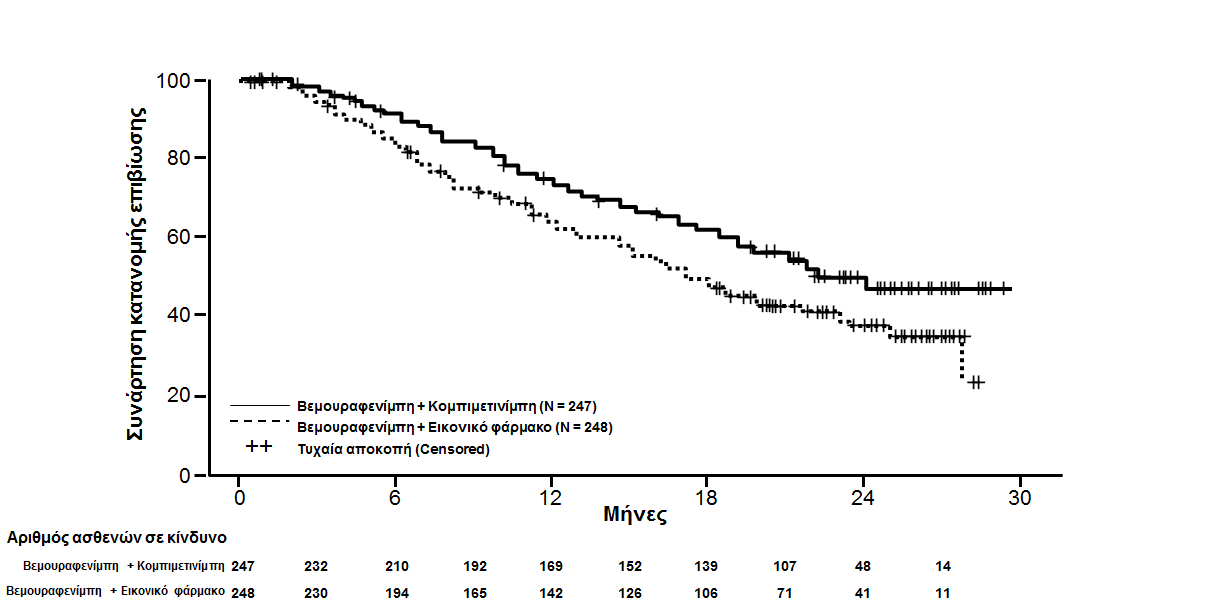 Συνάρτηση κατανομής επιβίωσης
100
80
60
40
20
0
Βεμουραφενίμπη + Κομπιμετινίμπη (N = 247)
Βεμουραφενίμπη + Εικονικό φάρμακο (N = 248)
++ Τυχαία αποκοπή (Censored)
0 6 12 18 24 30
Μήνες
Αριθμός ασθενών σε κίνδυνο
Βεμουραφενίμπη + Κομπιμετινίμπη 247 232 210 192 169 152 139 107 48 14
Βεμουραφενίμπη + Εικονικό φάρμακο 248 230 194 165 142 126 106 71 41 11